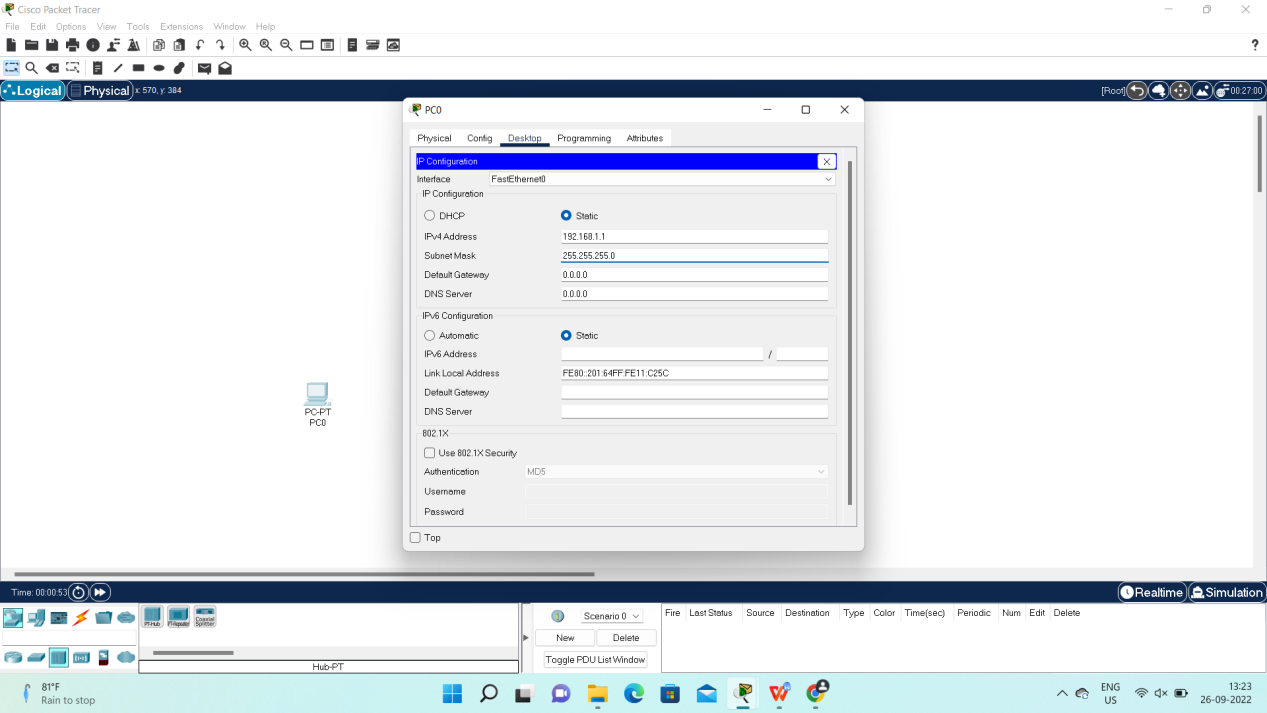 Cisco Packet Tracer
File Edit Options View Tools Extensions Window Help
Logical Physical x: 570, y: 384 [Root] 00:27:00
PC0
Physical Config Desktop Programming Attributes
IP Configuration
Interface FastEthernet0
IP Configuration
DHCP Static
IPv4 Address 192.168.1.1
Subnet Mask 255.255.255.0
Default Gateway 0.0.0.0
DNS Server 0.0.0.0
IPv6 Configuration
Automatic Static
IPv6 Address /
Link Local Address FE80::201:64FF:FE11:C25C
Default Gateway
DNS Server
802.1X
Use 802.1X Security
Authentication MD5
Username
Password
Top
PC-PT
PC0
Time: 00:00:53 Realtime Simulation
PT-Hub PT-Repeater Coaxial Splitter
Hub-PT
Scenario 0
New Delete
Toggle PDU List Window
Fire Last Status Source Destination Type Color Time(sec) Periodic Num Edit Delete
81°F
Rain to stop
ENG
US
13:23
26-09-2022